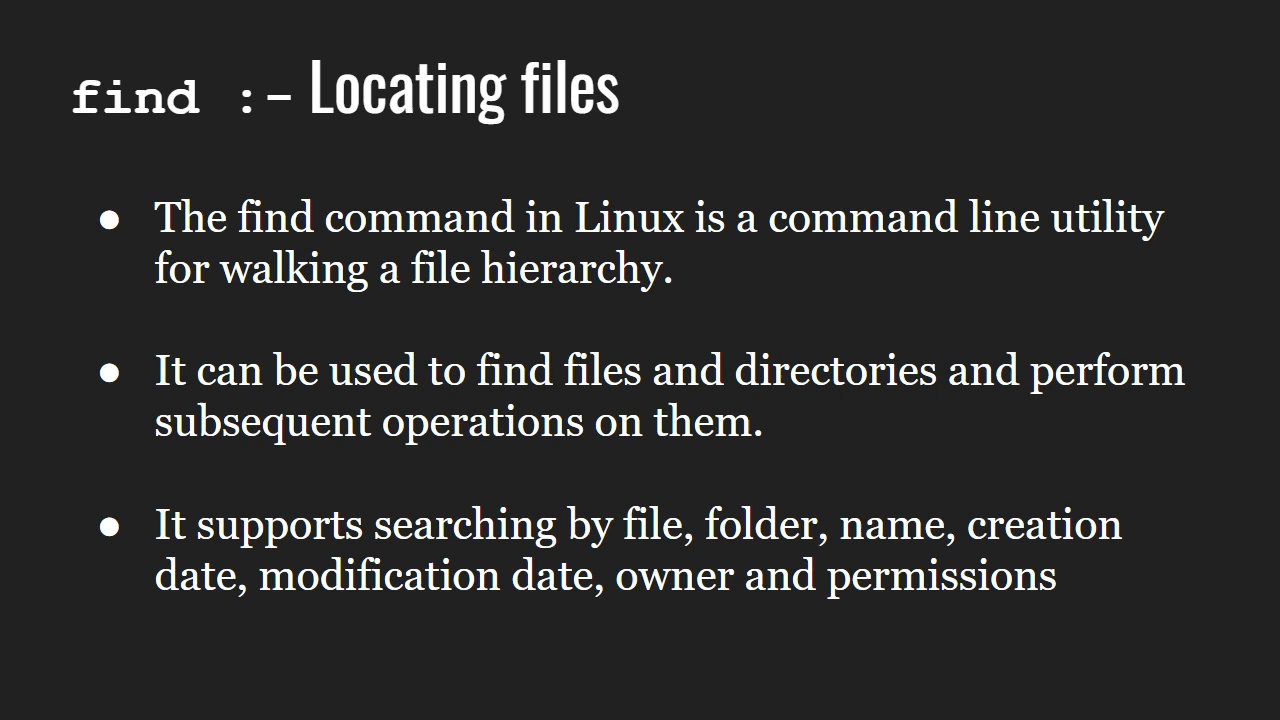 find :- Locating files
● The find command in Linux is a command line utility
for walking a file hierarchy.
● It can be used to find files and directories and perform
subsequent operations on them.
● It supports searching by file, folder, name, creation
date, modification date, owner and permissions